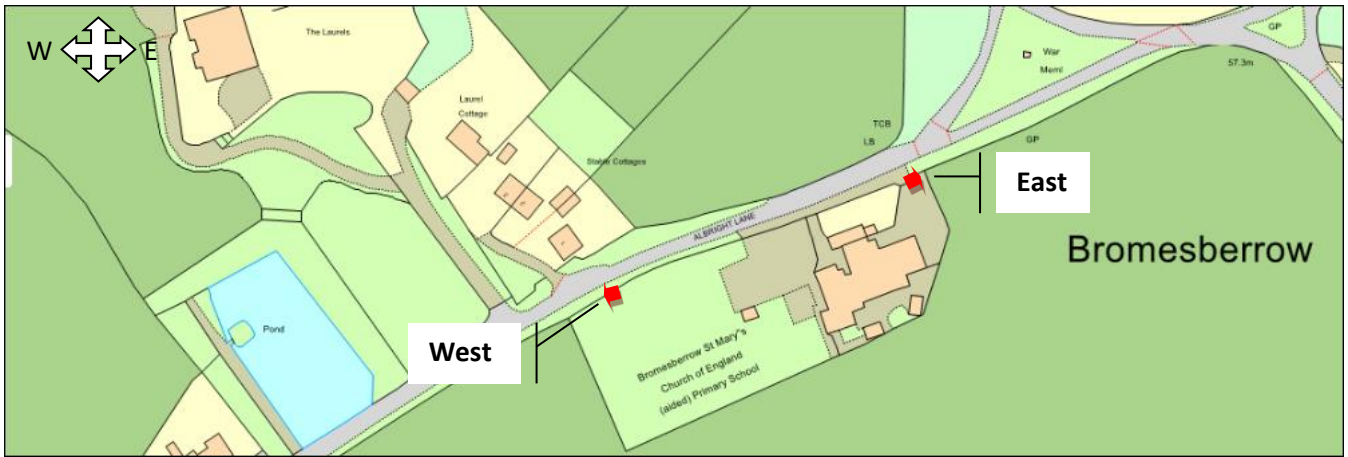 W E
The Laurels
GP
War
Meml
57.3m
Laurel
Cottage
TCB
LB
GP
Stable Cottages
East
ALBRIGHT LANE
Bromesberrow
Pond
West
Bromesberrow St Mary's
Church of England
(aided) Primary School